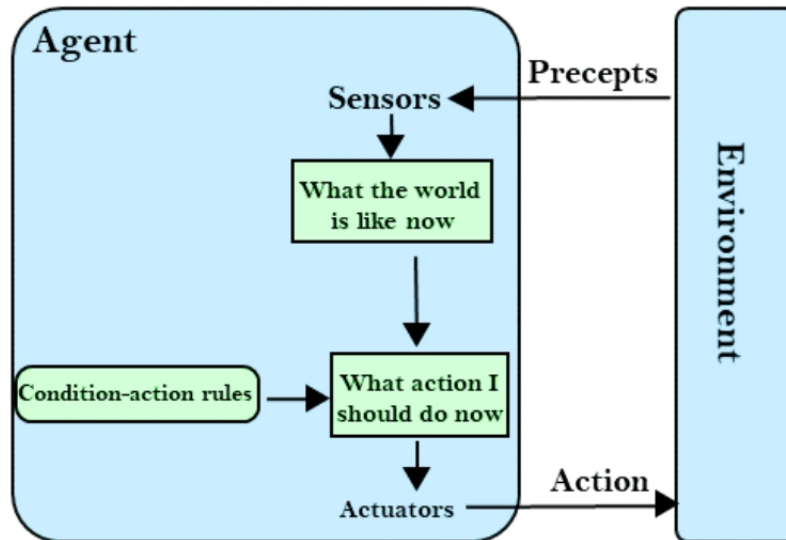 Agent
Precepts
Sensors
What the world
is like now
Environment
Condition-action rules
What action I
should do now
Action
Actuators